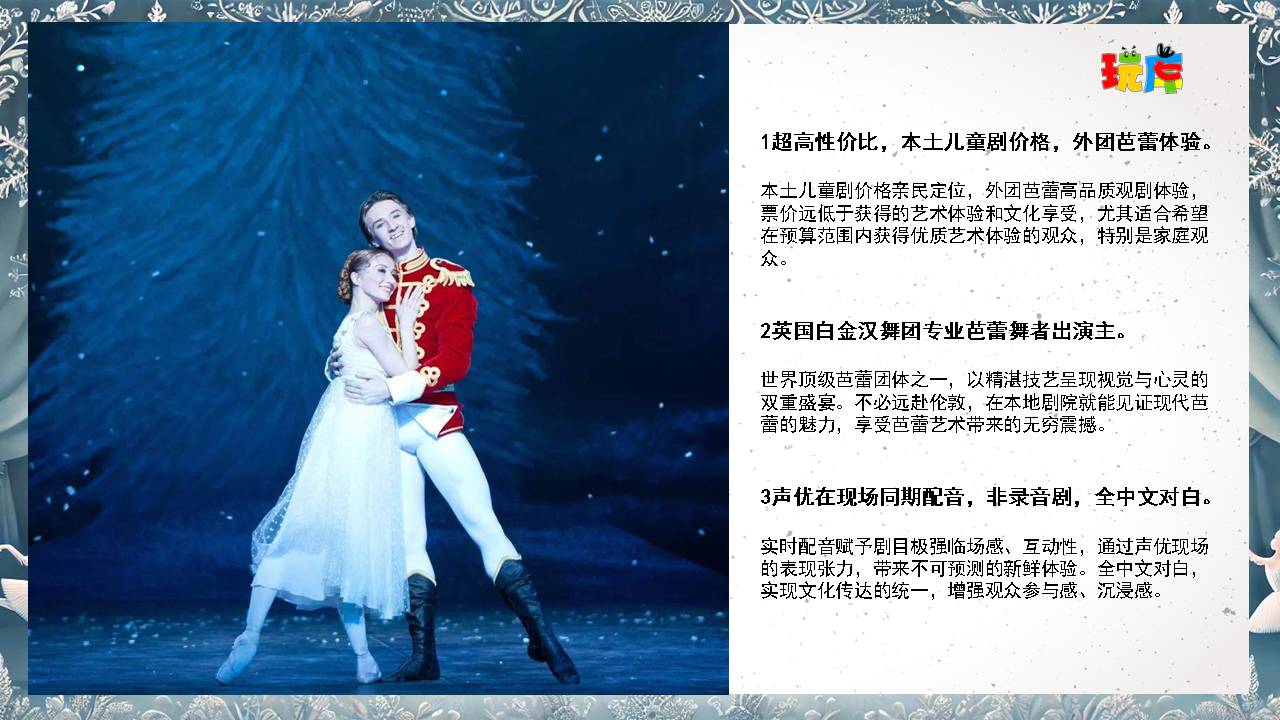 玩库
1超高性价比，本土儿童剧价格，外团芭蕾体验。
本土儿童剧价格亲民定位，外团芭蕾高品质观剧体验，
票价远低于获得的艺术体验和文化享受，尤其适合希望
在预算范围内获得优质艺术体验的观众，特别是家庭观
众。
2英国白金汉舞团专业芭蕾舞者出演主。
世界顶级芭蕾团体之一，以精湛技艺呈现视觉与心灵的
双重盛宴。不必远赴伦敦，在本地剧院就能见证现代芭
蕾的魅力，享受芭蕾艺术带来的无穷震撼。
3声优在现场同期配音，非录音剧，全中文对白。
实时配音赋予剧目极强临场感、互动性，通过声优现场
的表现张力，带来不可预测的新鲜体验。全中文对白，
实现文化传达的统一，增强观众参与感、沉浸感。